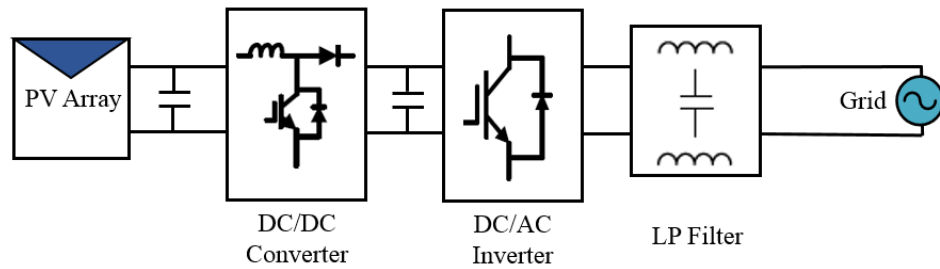 PV Array
Grid
DC/DC
Converter
DC/AC
Inverter
LP Filter